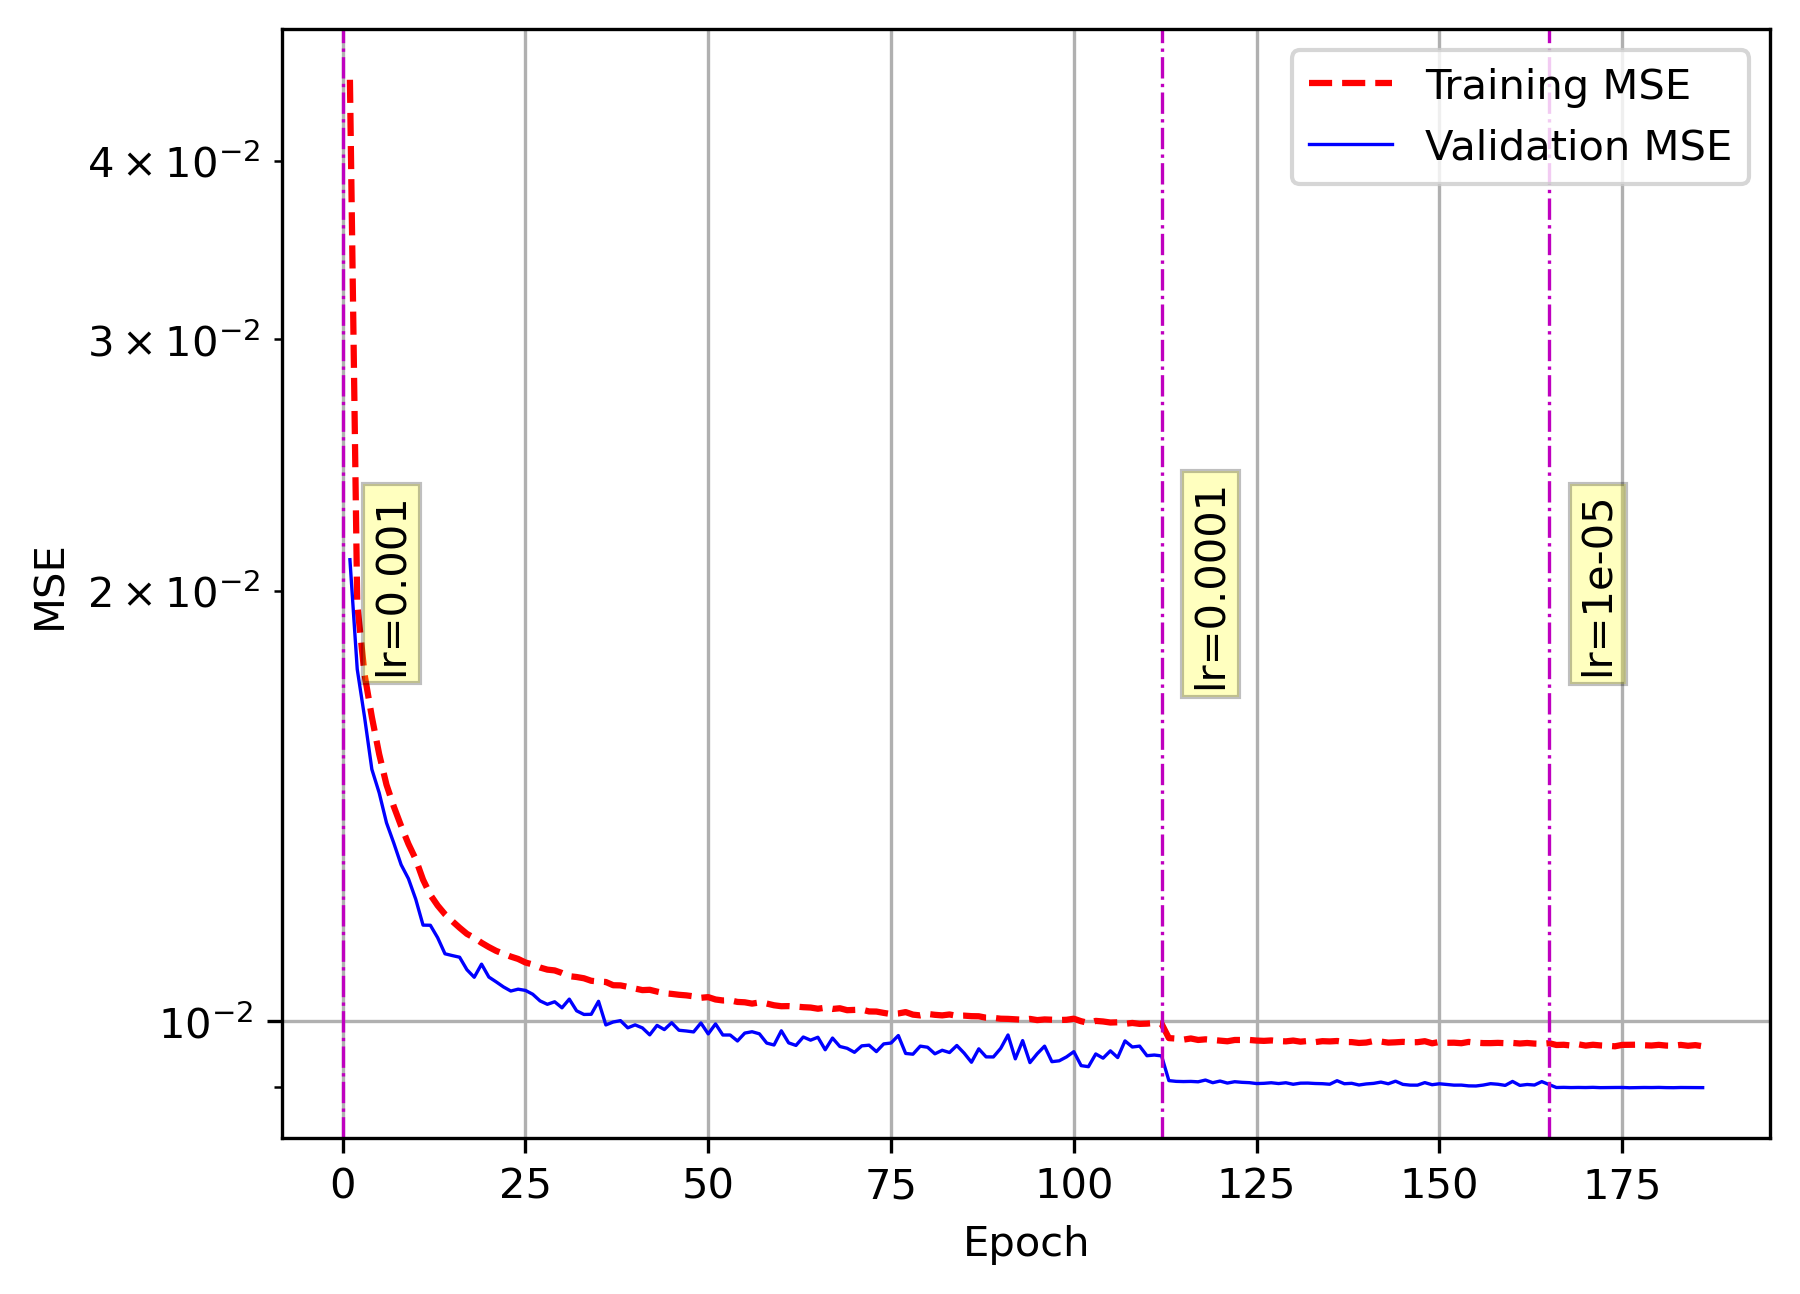 Training MSE
Validation MSE
4 × 10⁻²
3 × 10⁻²
2 × 10⁻²
10⁻²
MSE
lr=0.001
lr=0.0001
lr=1e-05
0 25 50 75 100 125 150 175
Epoch